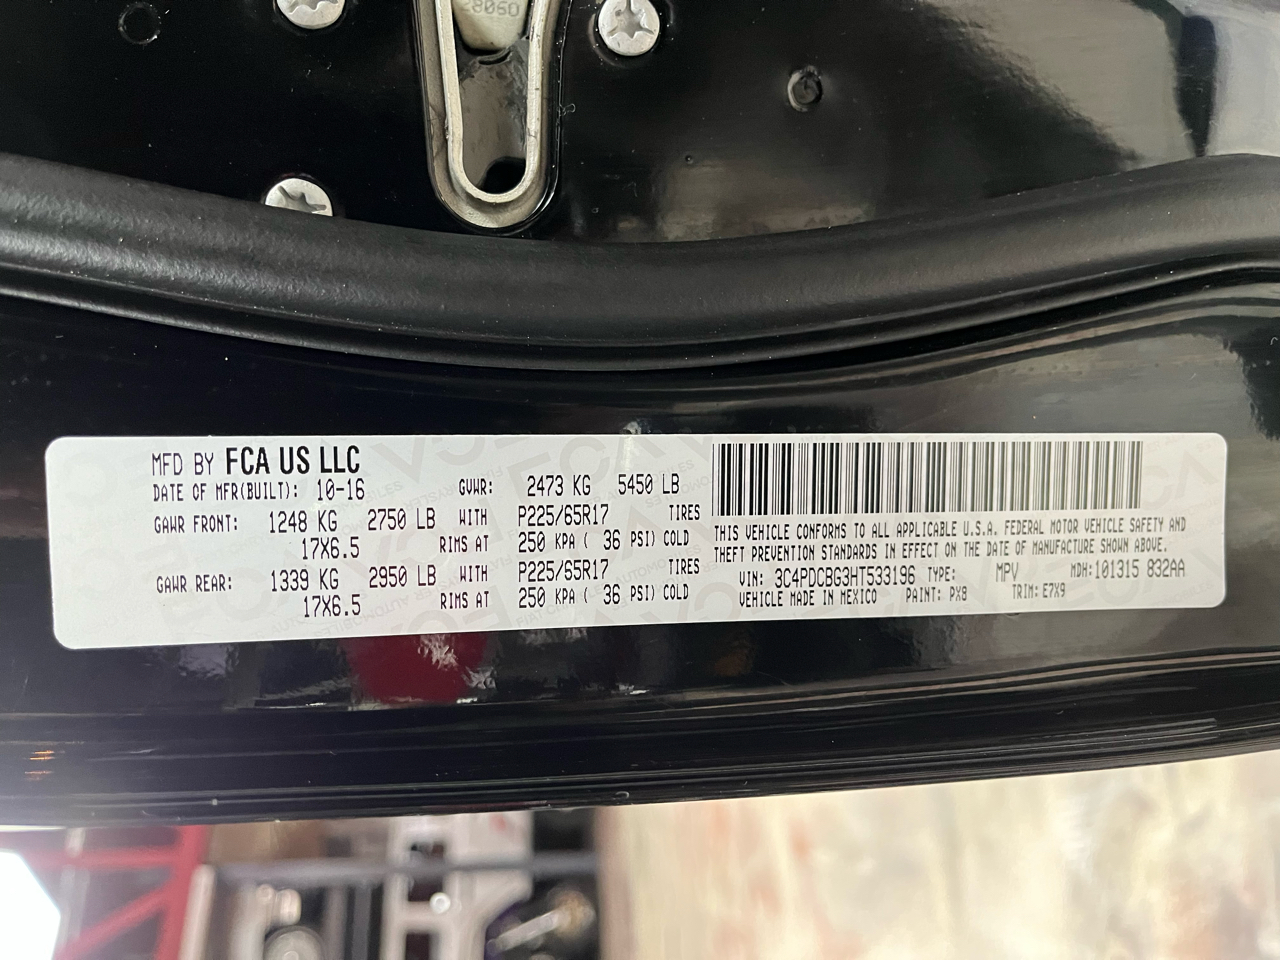 28060
MFD BY FCA US LLC
DATE OF MFR(BUILT): 10-16 GVWR: 2473 KG 5450 LB
GAWR FRONT: 1248 KG 2750 LB WITH P225/65R17 TIRES
17X6.5 RIMS AT 250 KPA ( 36 PSI) COLD
GAWR REAR: 1339 KG 2950 LB WITH P225/65R17 TIRES
17X6.5 RIMS AT 250 KPA ( 36 PSI) COLD
THIS VEHICLE CONFORMS TO ALL APPLICABLE U.S.A. FEDERAL MOTOR VEHICLE SAFETY AND
THEFT PREVENTION STANDARDS IN EFFECT ON THE DATE OF MANUFACTURE SHOWN ABOVE.
VIN: 3C4PDCBG3HT533196 TYPE: MPV MDH:101315 832AA
VEHICLE MADE IN MEXICO PAINT: PX8 TRIM: E7X9